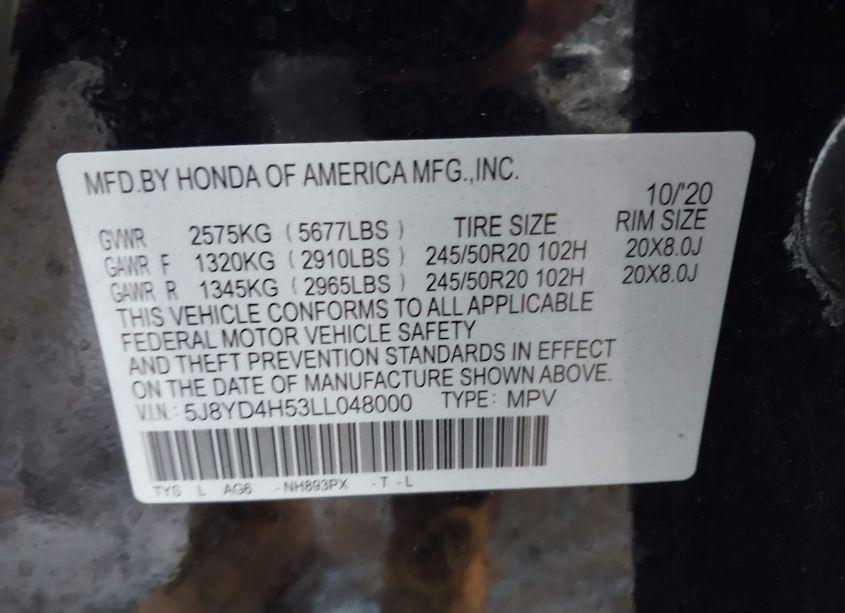 MFD.BY HONDA OF AMERICA MFG.,INC.
10/'20
GVWR 2575KG (5677LBS) TIRE SIZE RIM SIZE
GAWR F 1320KG (2910LBS) 245/50R20 102H 20X8.0J
GAWR R 1345KG (2965LBS) 245/50R20 102H 20X8.0J
THIS VEHICLE CONFORMS TO ALL APPLICABLE
FEDERAL MOTOR VEHICLE SAFETY
AND THEFT PREVENTION STANDARDS IN EFFECT
ON THE DATE OF MANUFACTURE SHOWN ABOVE.
V.I.N.: 5J8YD4H53LL048000 TYPE: MPV
TYS L AG6 -NH893PX -T -L